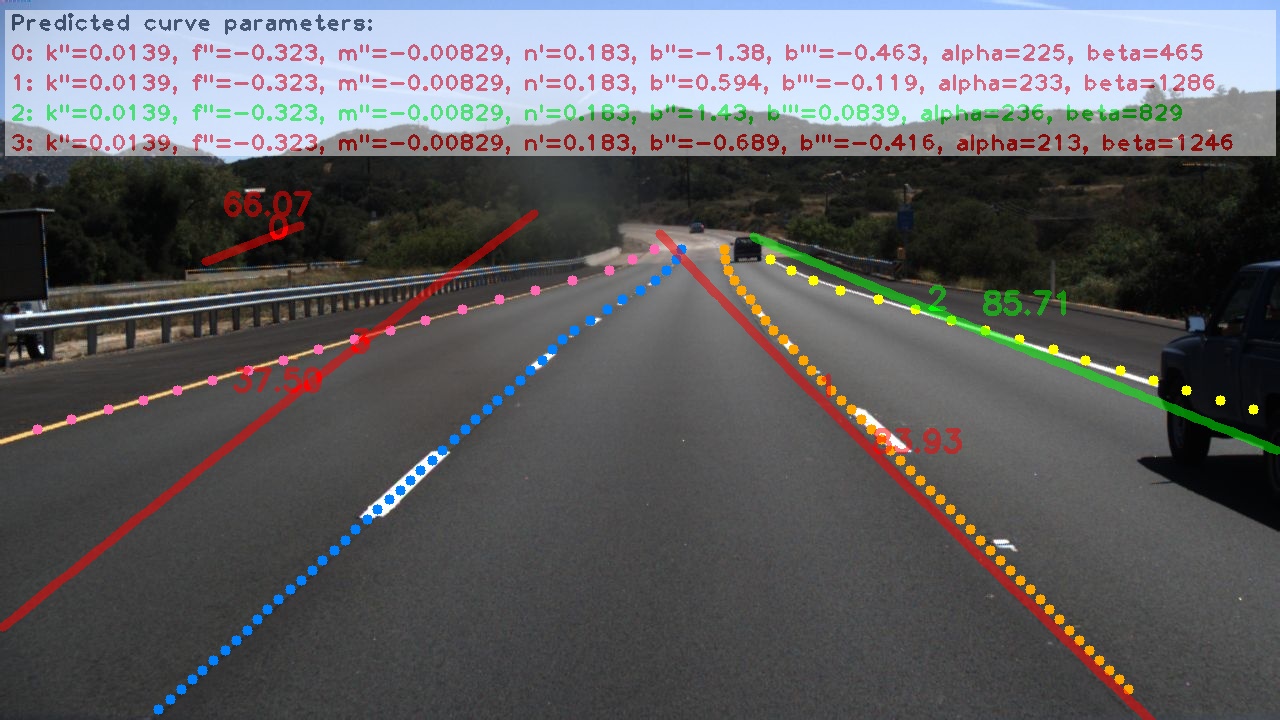 Predicted curve parameters:
0: k''=0.0139, f''=-0.323, m''=-0.00829, n'=0.183, b''=-1.38, b'''=-0.463, alpha=225, beta=465
1: k''=0.0139, f''=-0.323, m''=-0.00829, n'=0.183, b''=0.594, b'''=-0.119, alpha=233, beta=1286
2: k''=0.0139, f''=-0.323, m''=-0.00829, n'=0.183, b''=1.43, b'''=0.0839, alpha=236, beta=829
3: k''=0.0139, f''=-0.323, m''=-0.00829, n'=0.183, b''=-0.689, b'''=-0.416, alpha=213, beta=1246
66.07
0
2 85.71
3
37.50
1